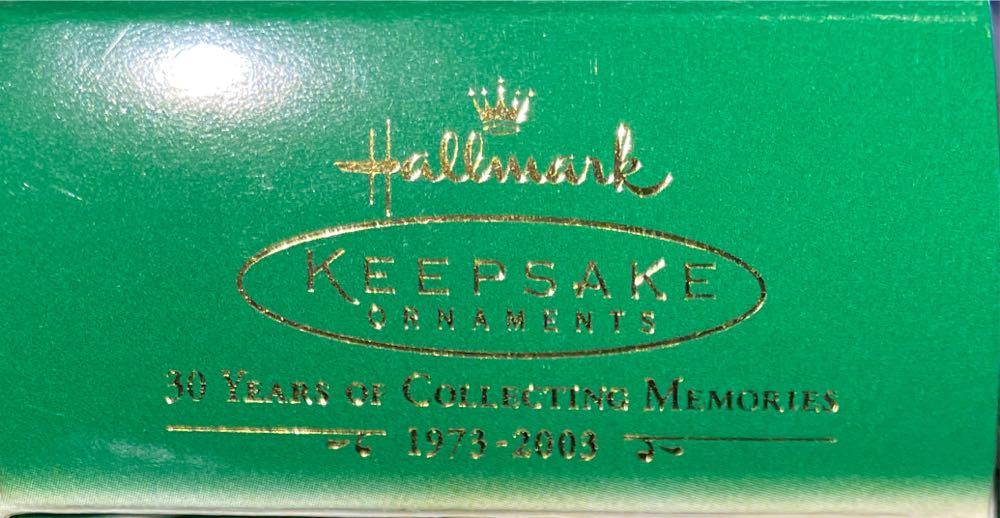 Hallmark
KEEPSAKE
ORNAMENTS
30 YEARS OF COLLECTING MEMORIES
1973-2003